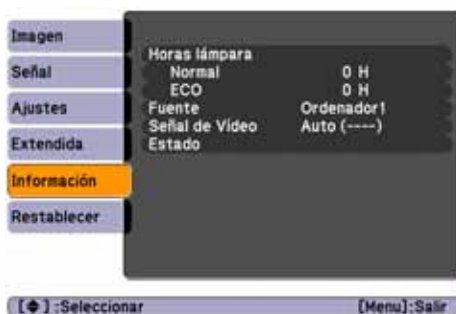 Imagen
Señal
Ajustes
Extendida
Información
Restablecer
Horas lámpara
Normal 0 H
ECO 0 H
Fuente Ordenador1
Señal de Vídeo Auto (----)
Estado
[◆] :Seleccionar [Menu]:Salir